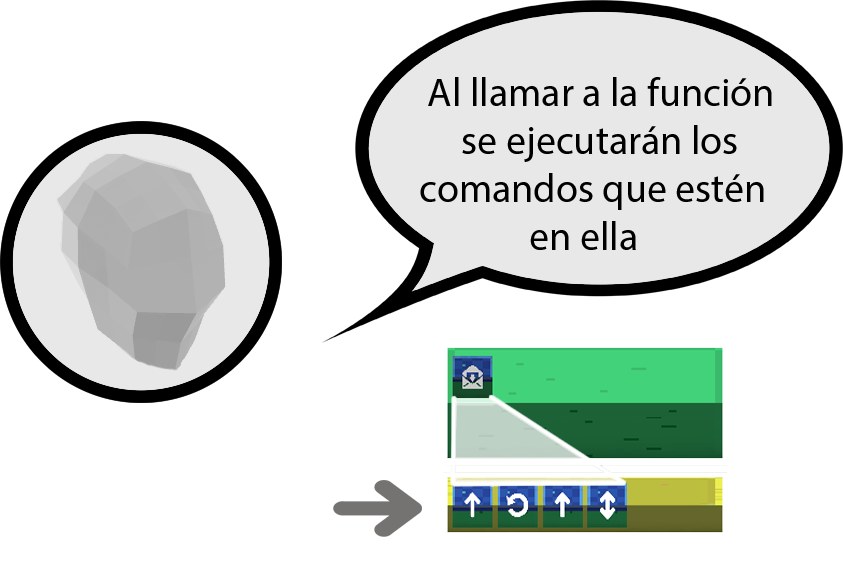 Al llamar a la función
se ejecutarán los
comandos que estén
en ella